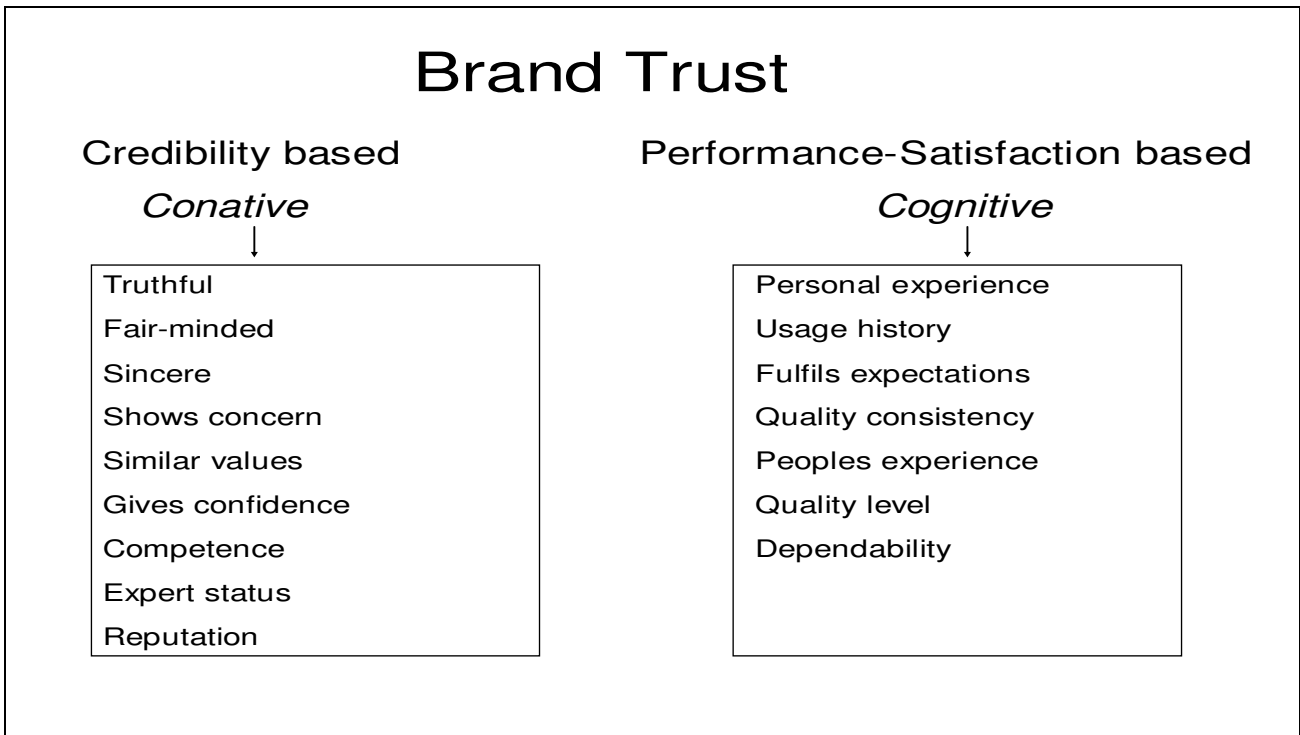 Brand Trust
Credibility based
Conative
Truthful
Fair-minded
Sincere
Shows concern
Similar values
Gives confidence
Competence
Expert status
Reputation
Performance-Satisfaction based
Cognitive
Personal experience
Usage history
Fulfils expectations
Quality consistency
Peoples experience
Quality level
Dependability